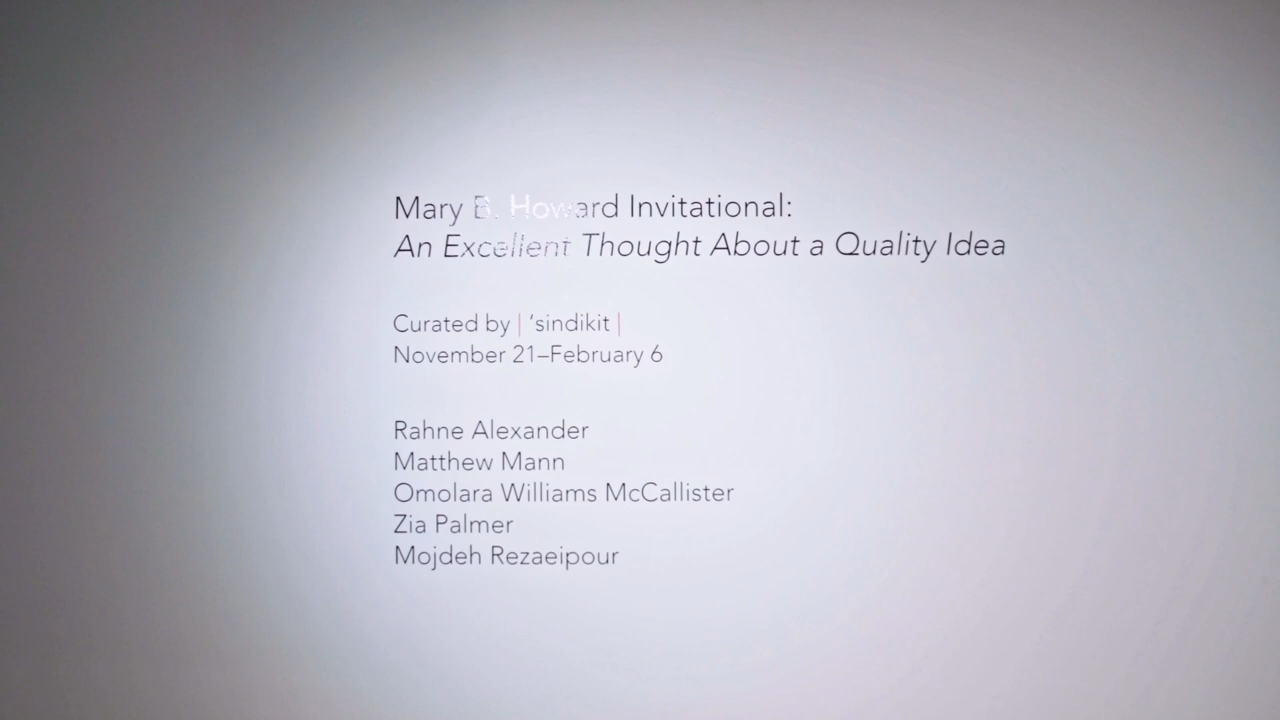 Mary B. Howard Invitational:
An Excellent Thought About a Quality Idea
Curated by | ‘sindikit |
November 21–February 6
Rahne Alexander
Matthew Mann
Omolara Williams McCallister
Zia Palmer
Mojdeh Rezaeipour